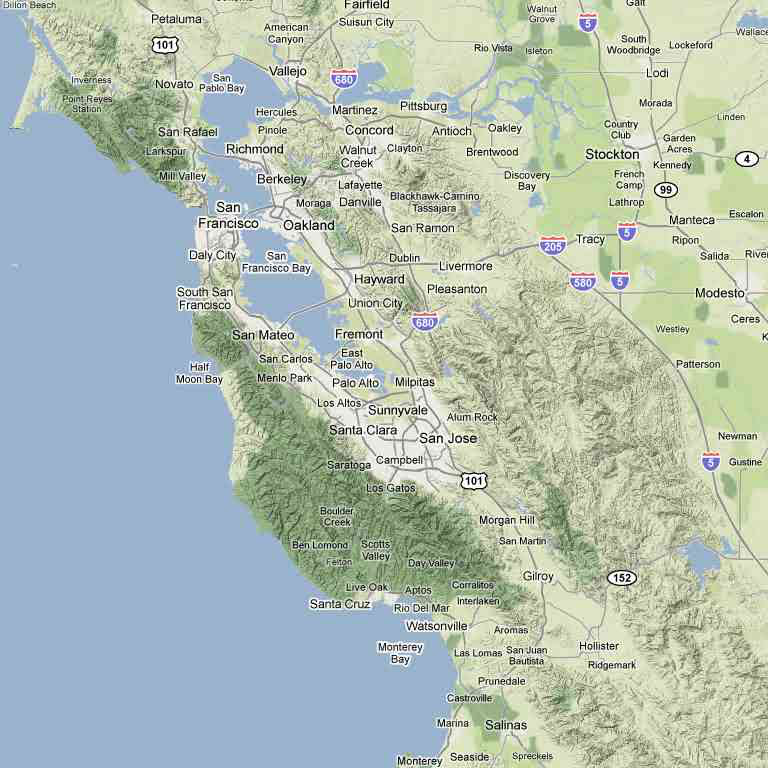 Dillon Beach
Petaluma
Fairfield
Suisun City
Walnut
Grove
Galt
5
American
Canyon
101
Rio Vista
Isleton
South
Woodbridge
Lockeford
Inverness
Point Reyes
Station
Novato
San
Pablo Bay
Vallejo
680
Lodi
Morada
Hercules
Pinole
Martinez
Pittsburg
Linden
San Rafael
Larkspur
Richmond
Concord
Walnut
Creek
Clayton
Antioch
Oakley
Brentwood
Country
Club
Stockton
Garden
Acres
Kennedy
4
Mill Valley
Berkeley
Lafayette
Moraga
Danville
Blackhawk-Camino
Tassajara
Discovery
Bay
French
Camp
99
Lathrop
San
Francisco
Oakland
San Ramon
Manteca
Escalon
5
205
Tracy
Ripon
Salida
River
Daly City
San
Francisco Bay
Dublin
Livermore
Hayward
Pleasanton
580
5
Modesto
South San
Francisco
Union City
680
Ceres
San Mateo
Fremont
Westley
K
San Carlos
East
Palo Alto
Half
Moon Bay
Menlo Park
Palo Alto
Milpitas
Patterson
Los Altos
Sunnyvale
Alum Rock
Santa Clara
San Jose
Newman
Saratoga
Campbell
5
Gustine
Los Gatos
101
Boulder
Creek
Morgan Hill
Ben Lomond
Scotts
Valley
San Martin
Felton
Day Valley
Gilroy
152
Live Oak
Aptos
Corralitos
Santa Cruz
Rio Del Mar
Interlaken
Watsonville
Aromas
Monterey
Bay
Las Lomas
San Juan
Bautista
Hollister
Ridgemark
Prunedale
Castroville
Marina
Salinas
Monterey
Seaside
Spreckels